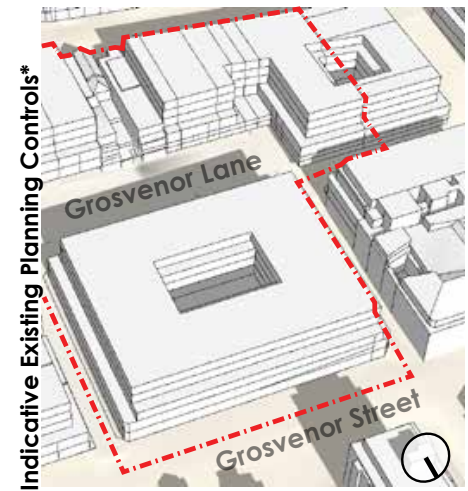 Indicative Existing Planning Controls*
Grosvenor Lane
Grosvenor Street